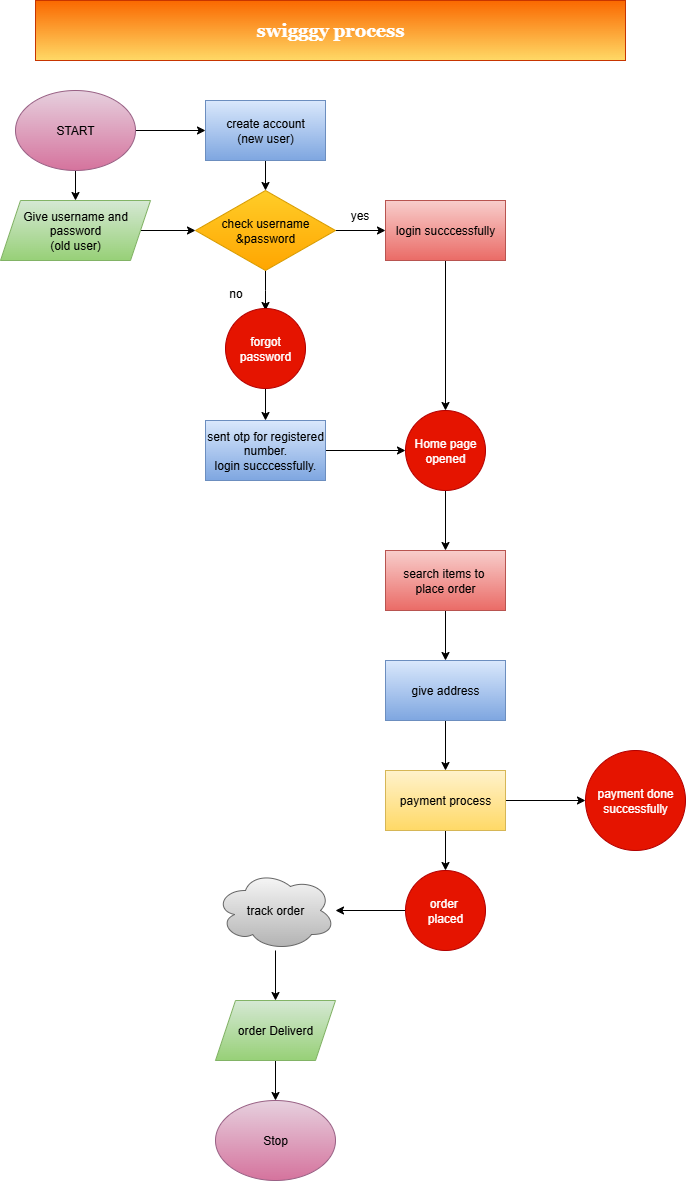 swigggy process
START
create account
(new user)
Give username and
password
(old user)
check username
&password
yes
login succcessfully
no
forgot
password
sent otp for registered
number.
login succcessfully.
Home page
opened
search items to
place order
give address
payment process
payment done
successfully
order
placed
track order
order Deliverd
Stop